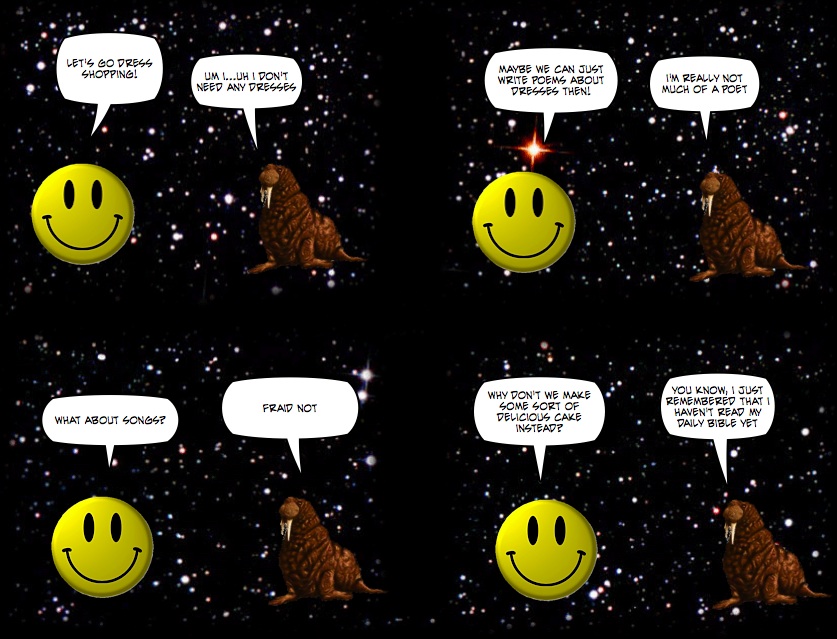 LET'S GO DRESS
SHOPPING!
UM I...UH I DON'T
NEED ANY DRESSES
MAYBE WE CAN JUST
WRITE POEMS ABOUT
DRESSES THEN!
I'M REALLY NOT
MUCH OF A POET
WHAT ABOUT SONGS?
FRAID NOT
WHY DON'T WE MAKE
SOME SORT OF
DELICIOUS CAKE
INSTEAD?
YOU KNOW, I JUST
REMEMBERED THAT I
HAVEN'T READ MY
DAILY BIBLE YET